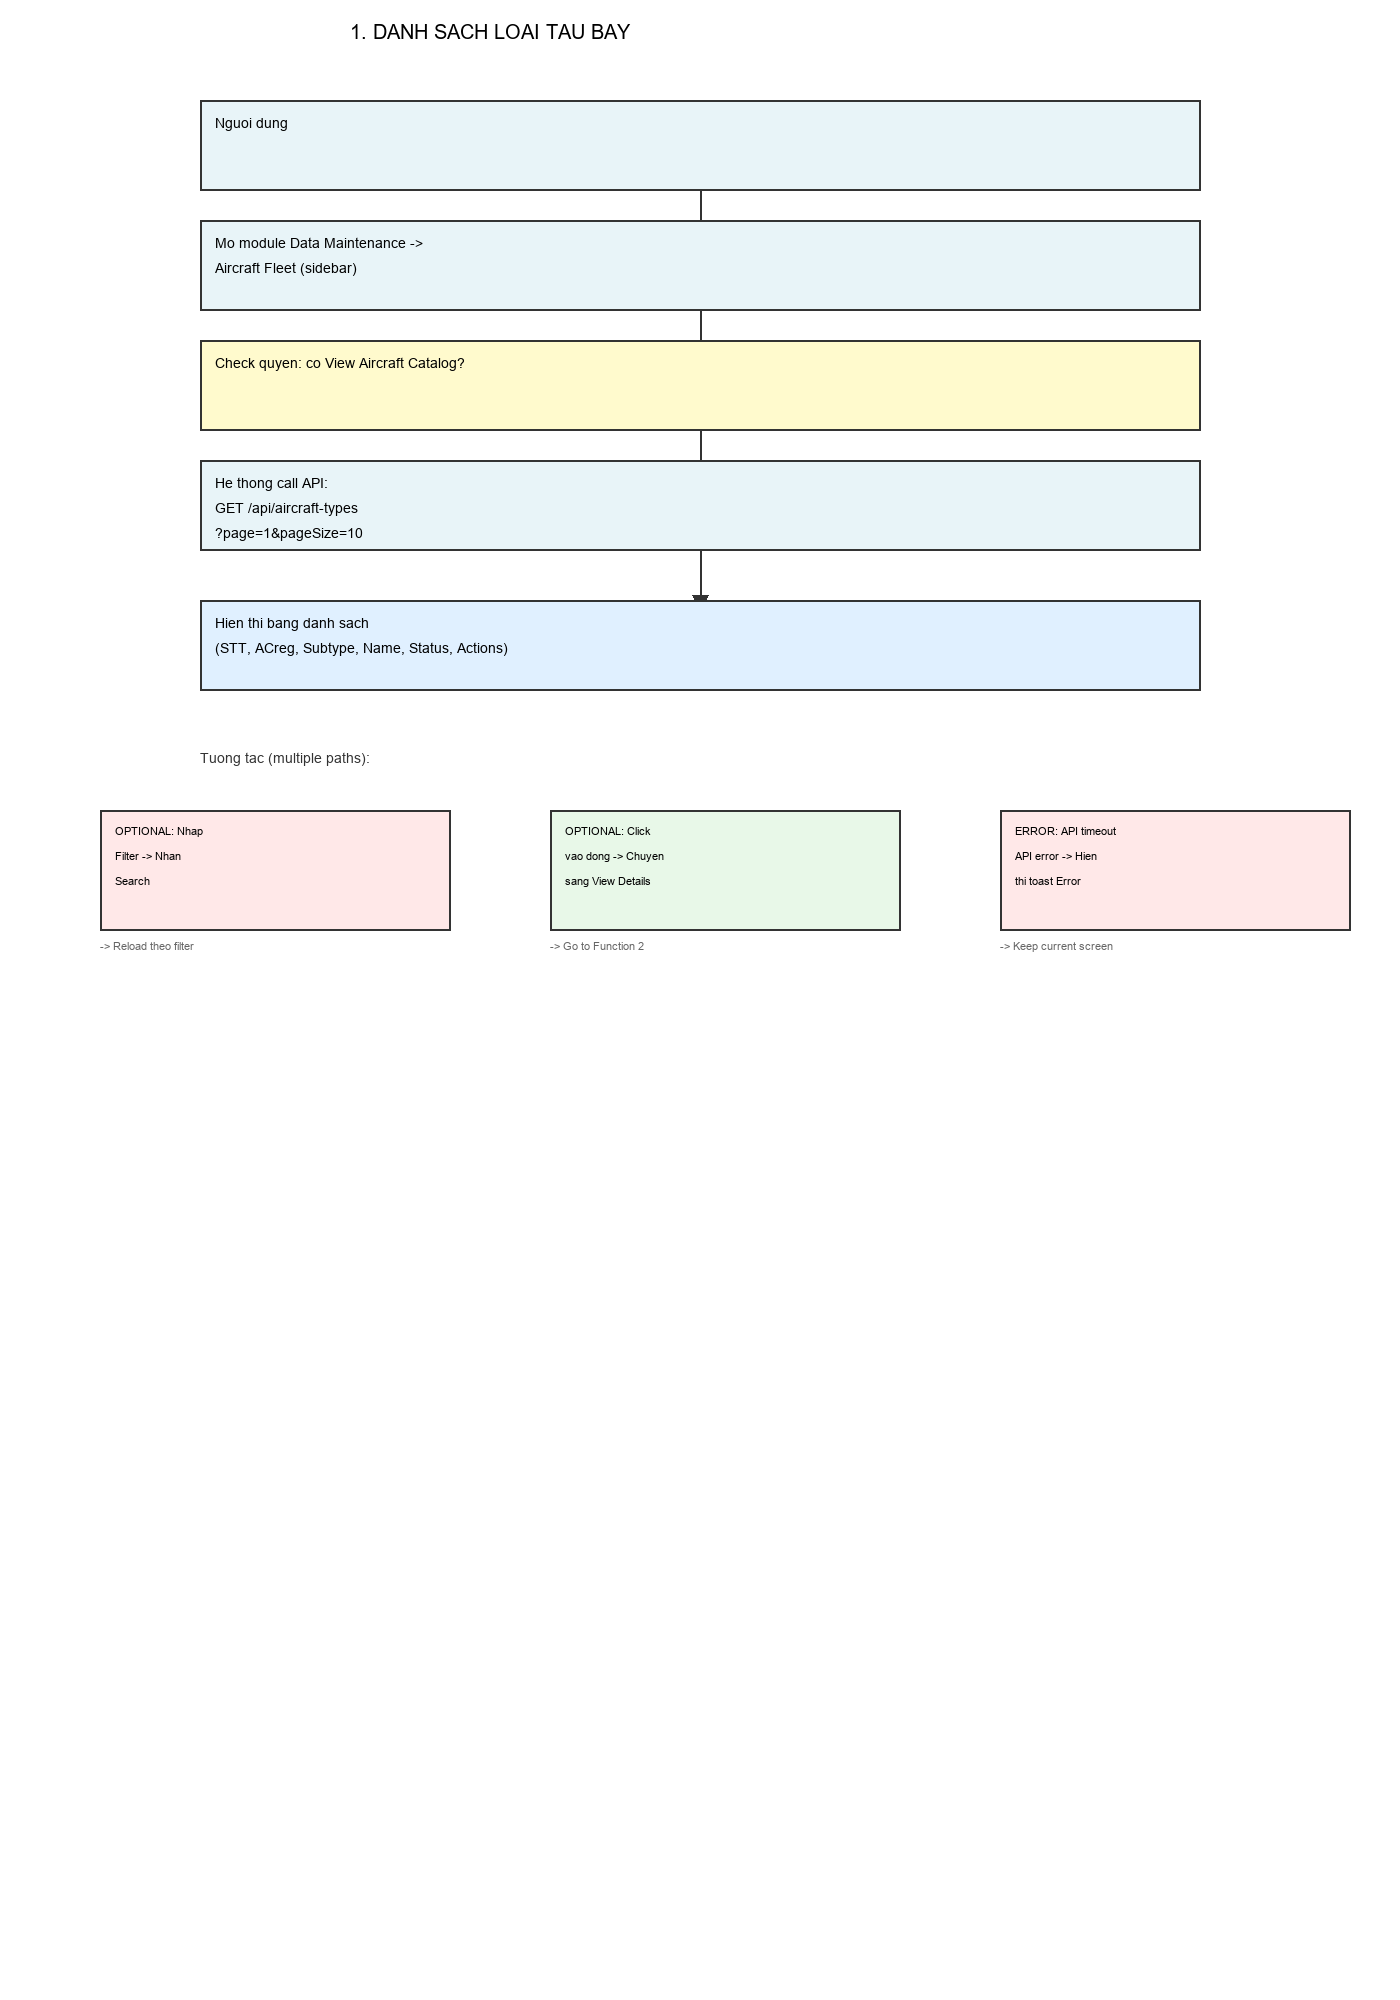 1. DANH SACH LOAI TAU BAY
Nguoi dung
Mo module Data Maintenance ->
Aircraft Fleet (sidebar)
Check quyen: co View Aircraft Catalog?
He thong call API:
GET /api/aircraft-types
?page=1&pageSize=10
Hien thi bang danh sach
(STT, ACreg, Subtype, Name, Status, Actions)
Tuong tac (multiple paths):
OPTIONAL: Nhap
Filter -> Nhan
Search
-> Reload theo filter
OPTIONAL: Click
vao dong -> Chuyen
sang View Details
-> Go to Function 2
ERROR: API timeout
API error -> Hien
thi toast Error
-> Keep current screen